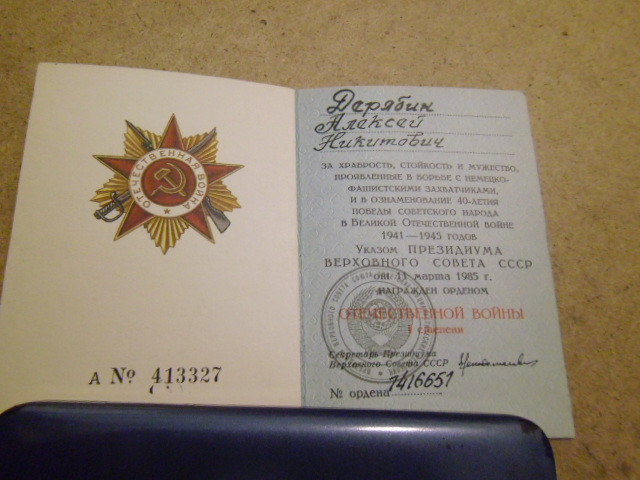 ОТЕЧЕСТВЕННАЯ ВОЙНА
А № 413327
Дерябин
Алексей
Никитович
ЗА ХРАБРОСТЬ, СТОЙКОСТЬ И МУЖЕСТВО,
ПРОЯВЛЕННЫЕ В БОРЬБЕ С НЕМЕЦКО-
ФАШИСТСКИМИ ЗАХВАТЧИКАМИ,
И В ОЗНАМЕНОВАНИЕ 40-ЛЕТИЯ
ПОБЕДЫ СОВЕТСКОГО НАРОДА
В ВЕЛИКОЙ ОТЕЧЕСТВЕННОЙ ВОЙНЕ
1941—1945 ГОДОВ
УКАЗОМ ПРЕЗИДИУМА
ВЕРХОВНОГО СОВЕТА СССР
от 11 марта 1985 г.
НАГРАЖДЕН ОРДЕНОМ
ОТЕЧЕСТВЕННОЙ ВОЙНЫ
I степени
Секретарь Президиума
Верховного Совета СССР
№ ордена 1416651